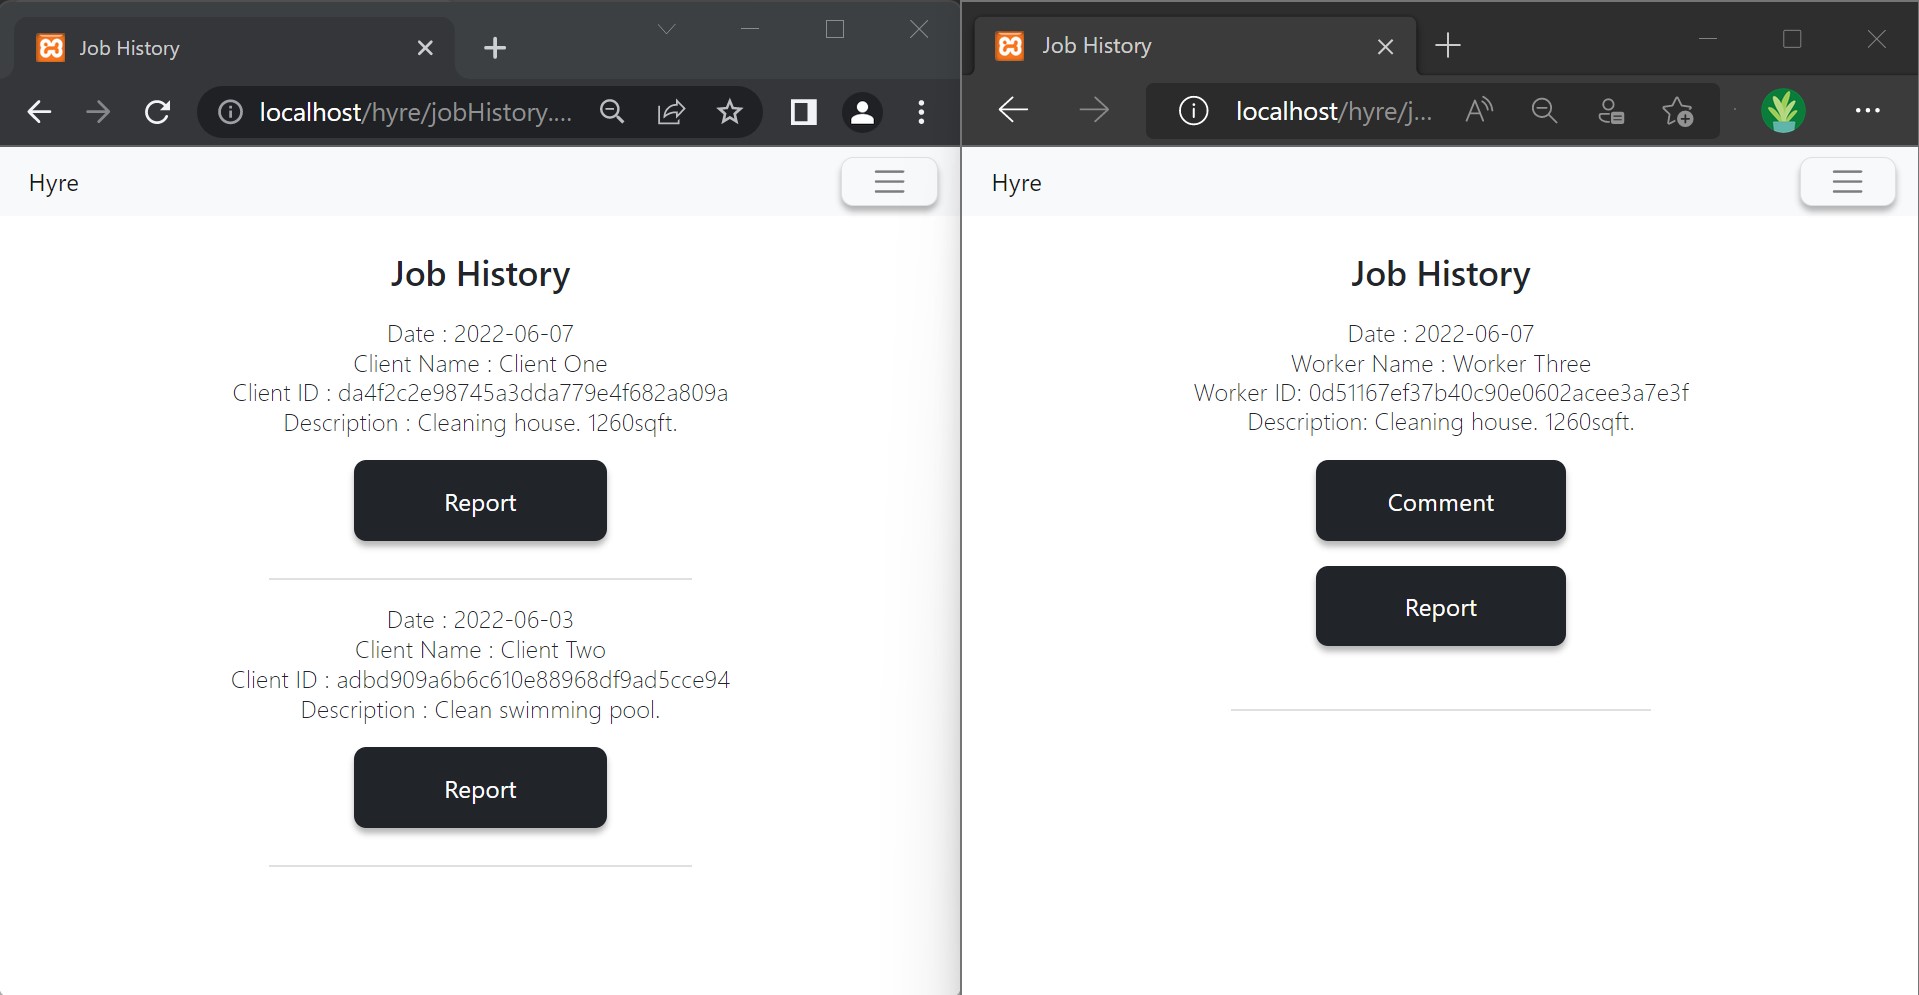 Job History
localhost/hyre/jobHistory....
Hyre
Job History
Date : 2022-06-07
Client Name : Client One
Client ID : da4f2c2e98745a3dda779e4f682a809a
Description : Cleaning house. 1260sqft.
Report
Date : 2022-06-03
Client Name : Client Two
Client ID : adbd909a6b6c610e88968df9ad5cce94
Description : Clean swimming pool.
Report
Job History
localhost/hyre/j...
Hyre
Job History
Date : 2022-06-07
Worker Name : Worker Three
Worker ID: 0d51167ef37b40c90e0602acee3a7e3f
Description: Cleaning house. 1260sqft.
Comment
Report